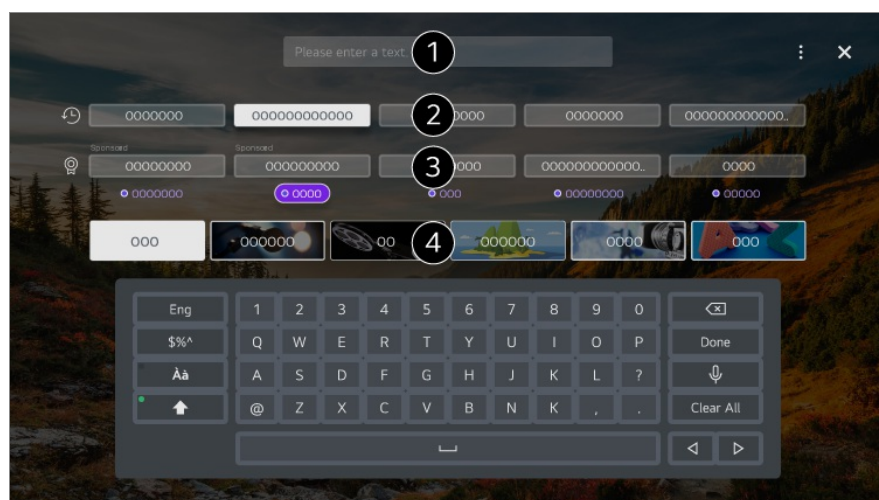 Please enter a text. 1
0000000 000000000000 2 0000 0000000 000000000000..
Sponsored Sponsored
00000000 000000000 3 000 00000000000.. 0000
0000000 0000 000 00000000 00000
000 000000 00 4 000000 0000 000
Eng 1 2 3 4 5 6 7 8 9 0
$%^ Q W E R T Y U I O P Done
Àà A S D F G H J K L ?
@ Z X C V B N K , . Clear All